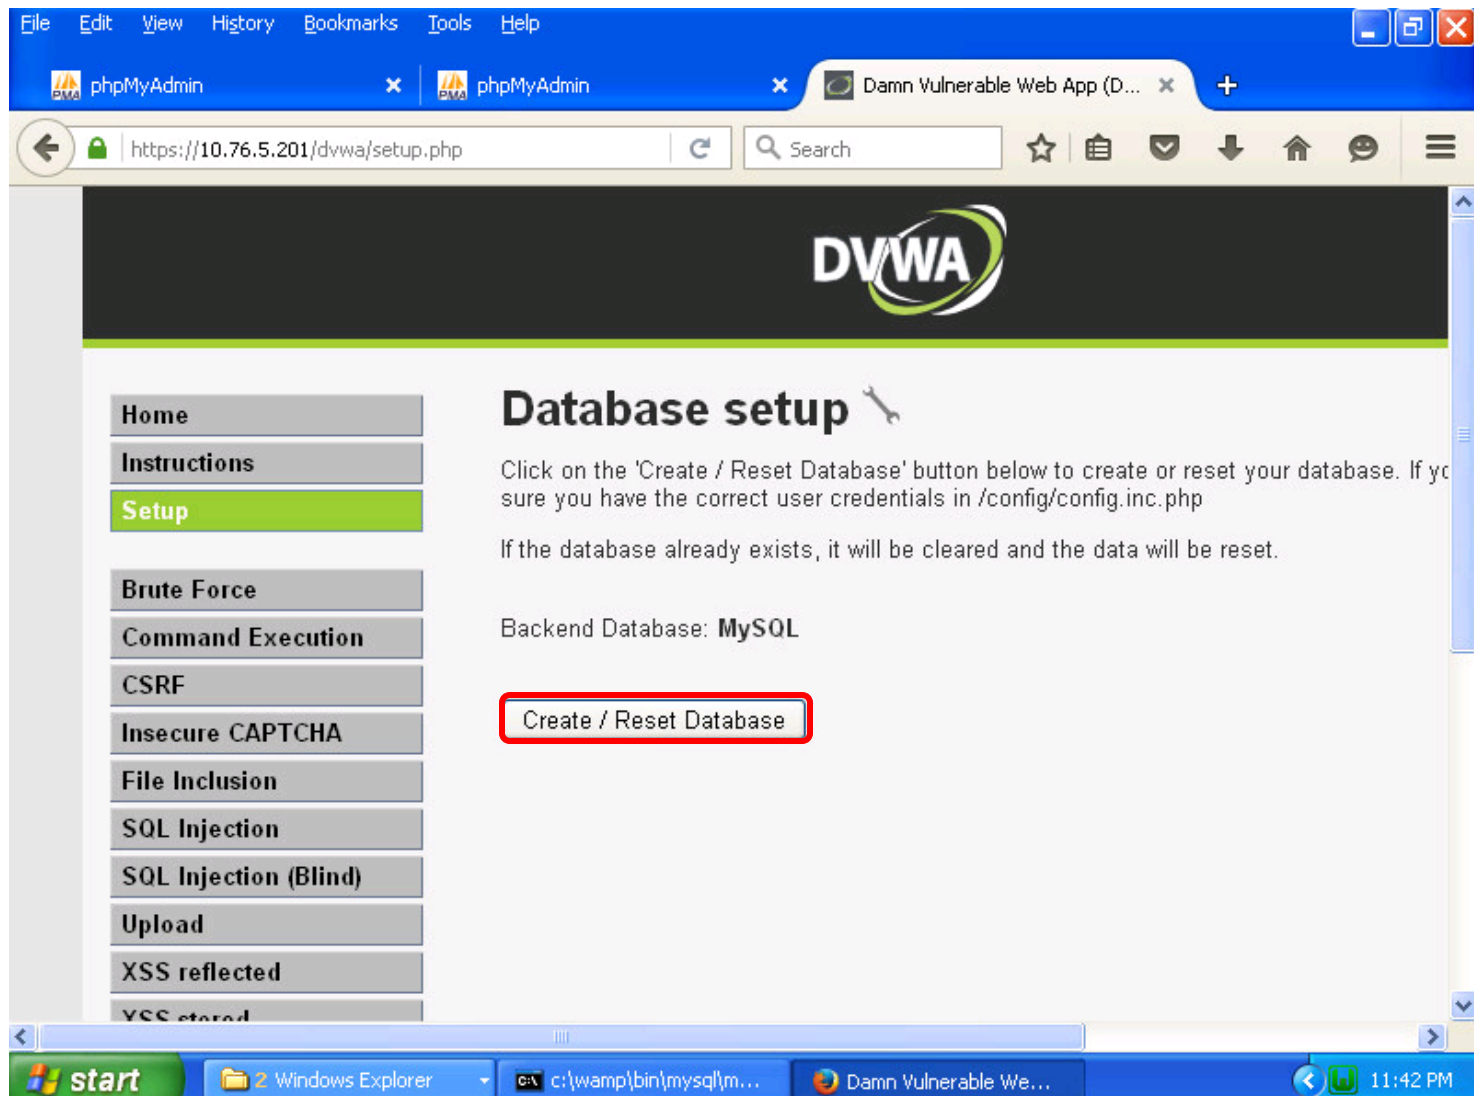 File Edit View History Bookmarks Tools Help
phpMyAdmin
phpMyAdmin
Damn Vulnerable Web App (D...
https://10.76.5.201/dvwa/setup.php
Search
DVWA
Home
Instructions
Setup
Brute Force
Command Execution
CSRF
Insecure CAPTCHA
File Inclusion
SQL Injection
SQL Injection (Blind)
Upload
XSS reflected
XSS stored
Database setup
Click on the 'Create / Reset Database' button below to create or reset your database. If yo
sure you have the correct user credentials in /config/config.inc.php
If the database already exists, it will be cleared and the data will be reset.
Backend Database: MySQL
Create / Reset Database
start
2 Windows Explorer
c:\wamp\bin\mysql\m...
Damn Vulnerable We...
11:42 PM